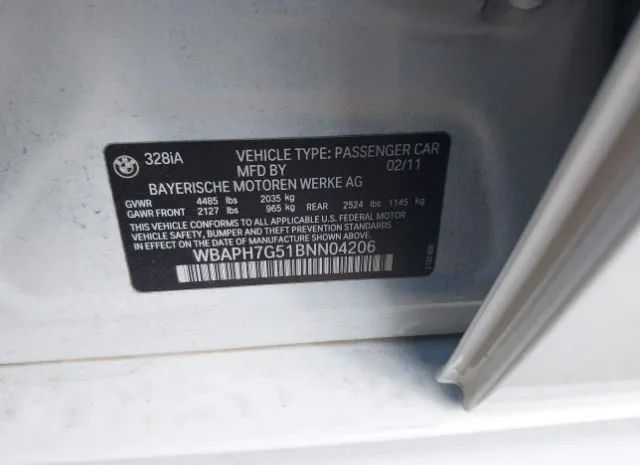 328iA VEHICLE TYPE: PASSENGER CAR
MFD BY 02/11
BAYERISCHE MOTOREN WERKE AG
GVWR 4485 lbs 2035 kg
GAWR FRONT 2127 lbs 965 kg REAR 2524 lbs 1145 kg
THIS VEHICLE CONFORMS TO ALL APPLICABLE U.S.FEDERAL MOTOR
VEHICLE SAFETY, BUMPER AND THEFT PREVENTION STANDARDS
IN EFFECT ON THE DATE OF MANUFACTURE SHOWN ABOVE.
WBAPH7G51BNN04206